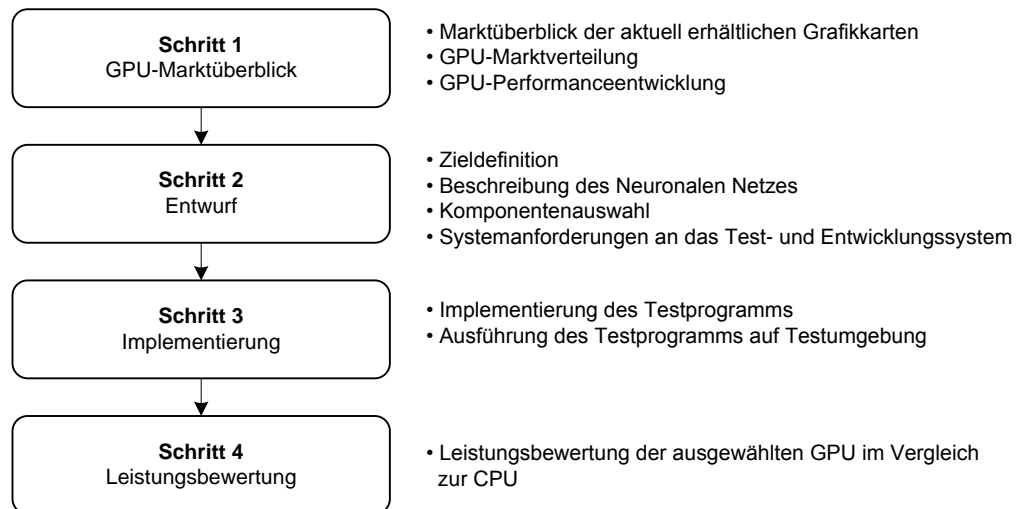 Schritt 1
GPU-Marktüberblick
• Marktüberblick der aktuell erhältlichen Grafikkarten
• GPU-Marktverteilung
• GPU-Performanceentwicklung
Schritt 2
Entwurf
• Zieldefinition
• Beschreibung des Neuronalen Netzes
• Komponentenauswahl
• Systemanforderungen an das Test- und Entwicklungssystem
Schritt 3
Implementierung
• Implementierung des Testprogramms
• Ausführung des Testprogramms auf Testumgebung
Schritt 4
Leistungsbewertung
• Leistungsbewertung der ausgewählten GPU im Vergleich
zur CPU